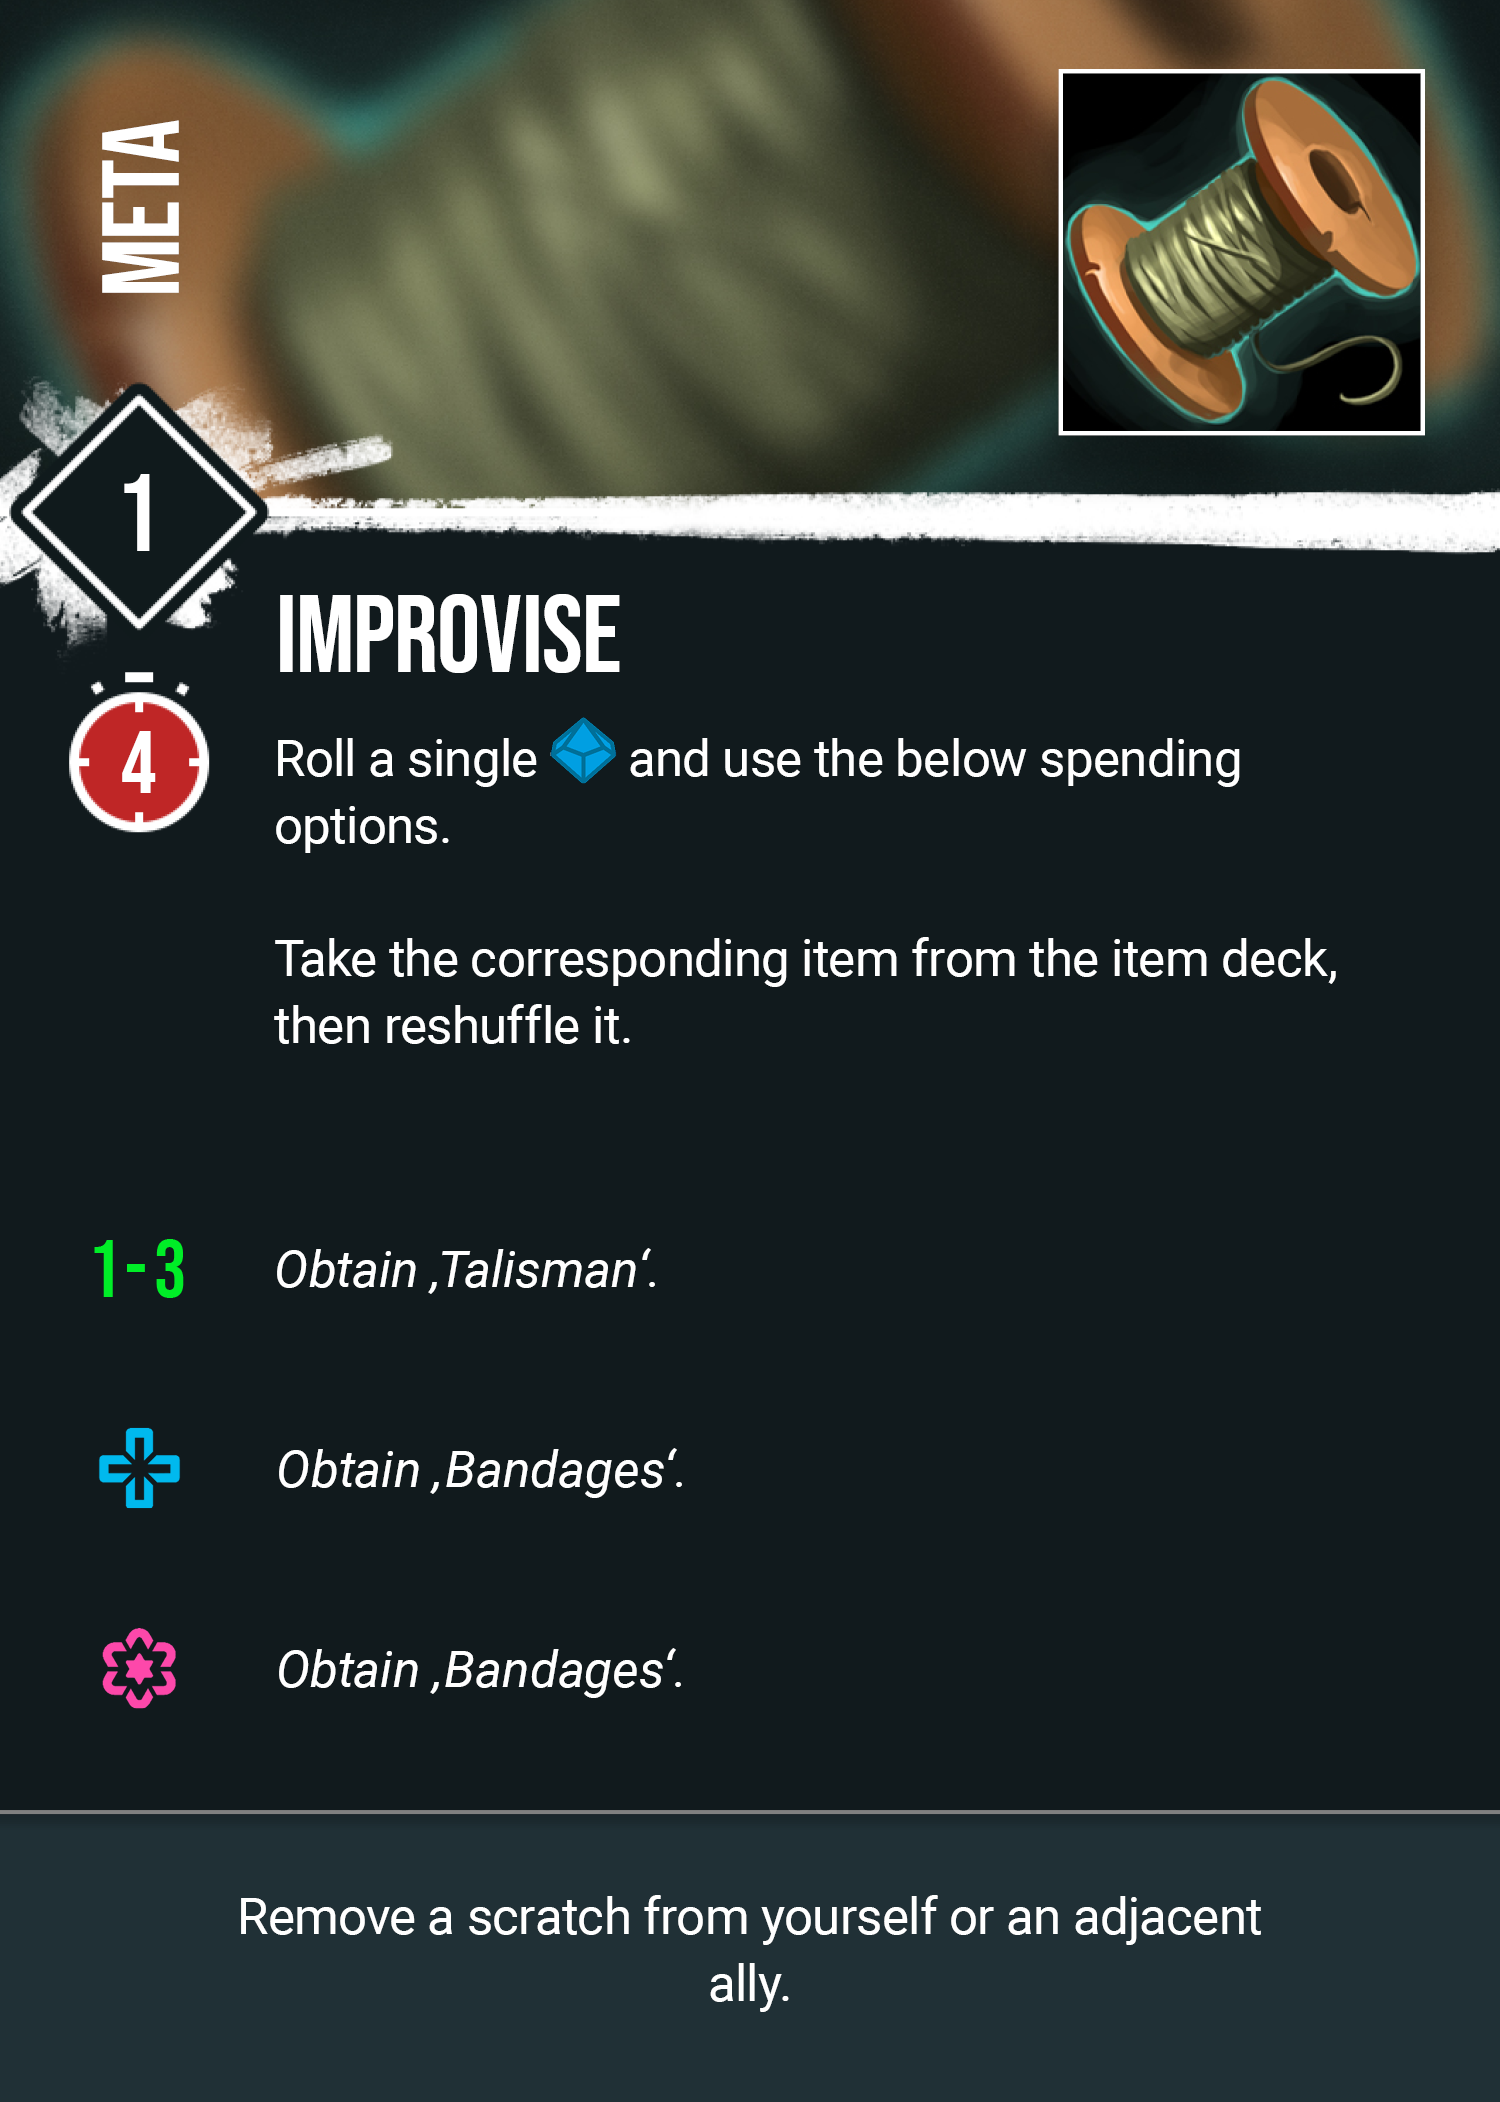 META
1
IMPROVISE
4
Roll a single and use the below spending
options.
Take the corresponding item from the item deck,
then reshuffle it.
1-3
Obtain ‚Talisman‘.
Obtain ‚Bandages‘.
Obtain ‚Bandages‘.
Remove a scratch from yourself or an adjacent
ally.